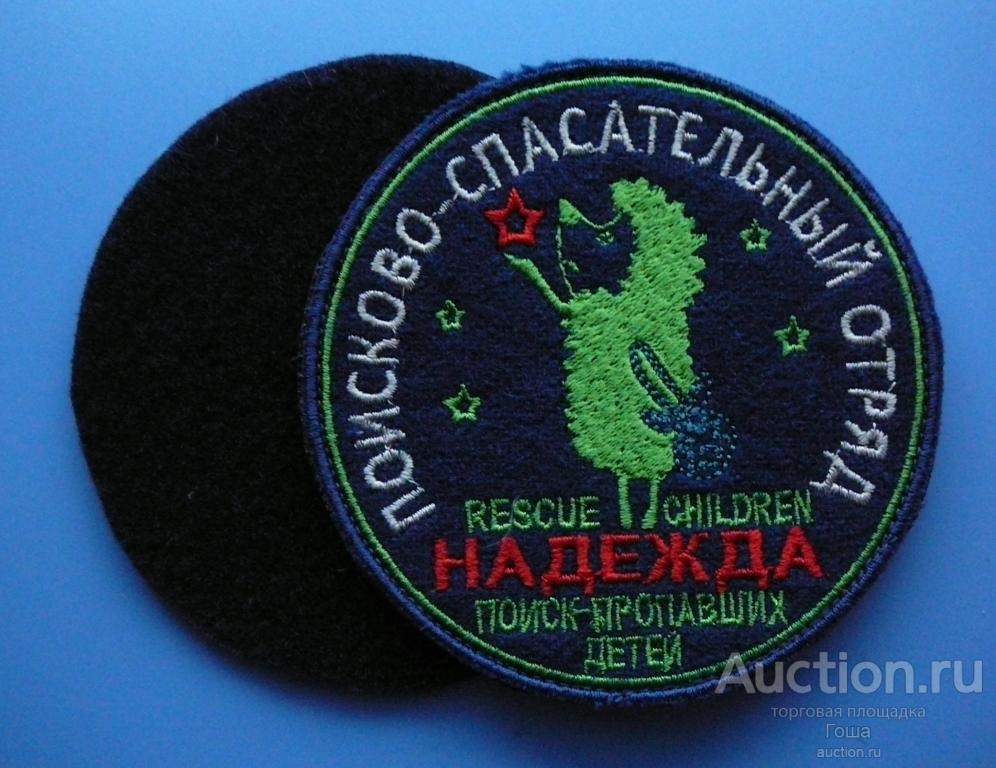 ПОИСКОВО-СПАСАТЕЛЬНЫЙ ОТРЯД
RESCUE CHILDREN
НАДЕЖДА
ПОИСК-ПРОПАВШИХ
ДЕТЕЙ
Auction.ru
торговая площадка
Гоша
auction.ru